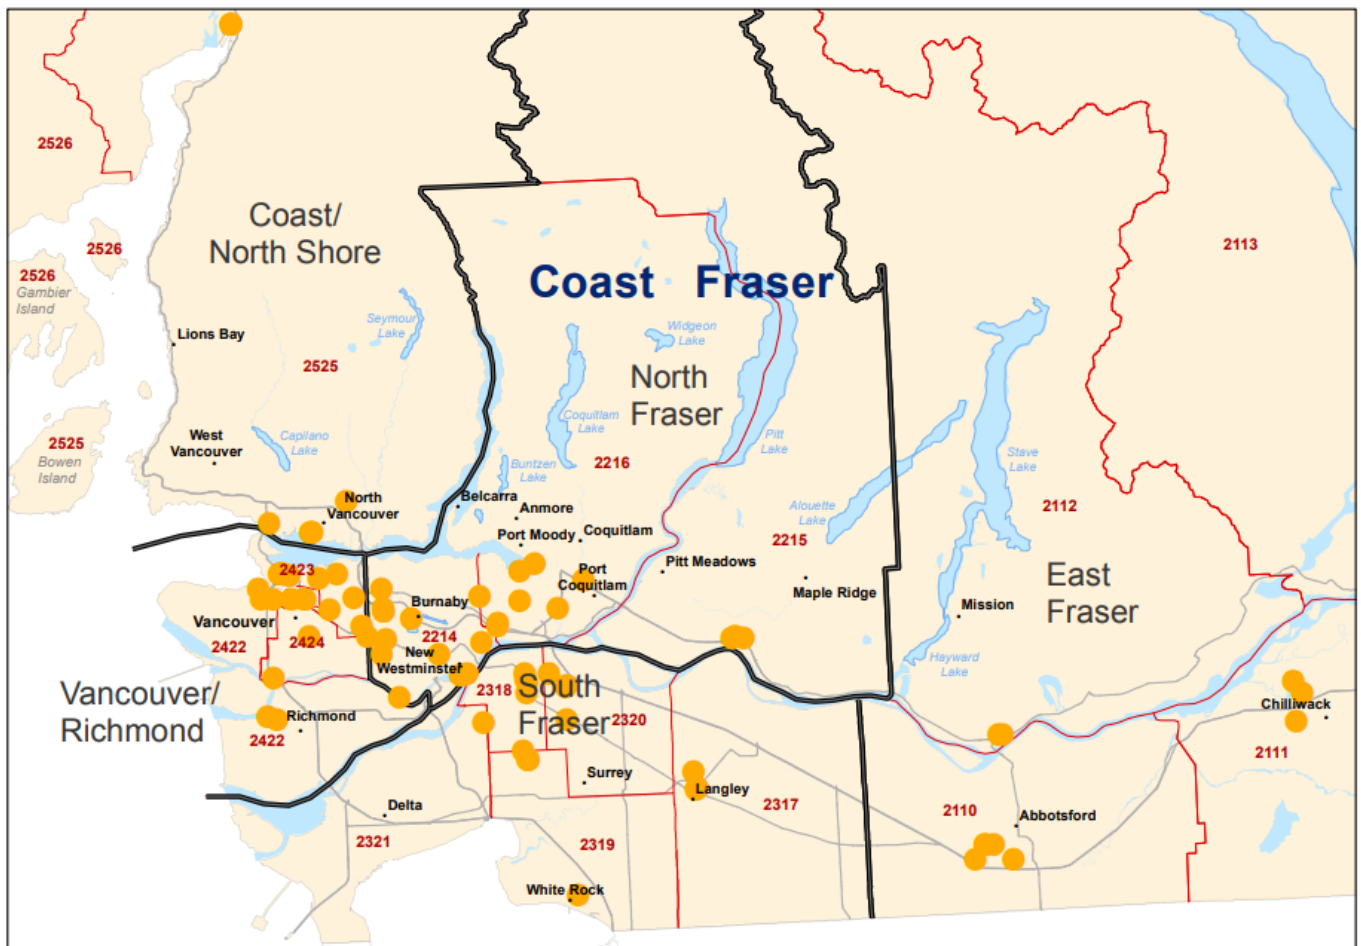 2526
Coast/
North Shore
2526
2113
2526
Gambier
Island
Coast Fraser
Seymour
Lake
Widgeon
Lake
Lions Bay
2525
North
Fraser
Coquitlam
Lake
West
Vancouver
Capilano
Lake
2525
Bowen
Island
Pitt
Lake
Stave
Lake
2216
Buntzen
Lake
North
Vancouver
Belcarra
Anmore
Alouette
Lake
2112
Port Moody
Coquitlam
2215
Pitt Meadows
2423
Port
Coquitlam
East
Fraser
Maple Ridge
Burnaby
Mission
Vancouver
2424
2214
2422
New
Westminster
Hayward
Lake
Vancouver/
Richmond
2318
South
Fraser
2320
Richmond
2422
Chilliwack
2111
Surrey
Langley
2317
Delta
2110
Abbotsford
2321
2319
White Rock